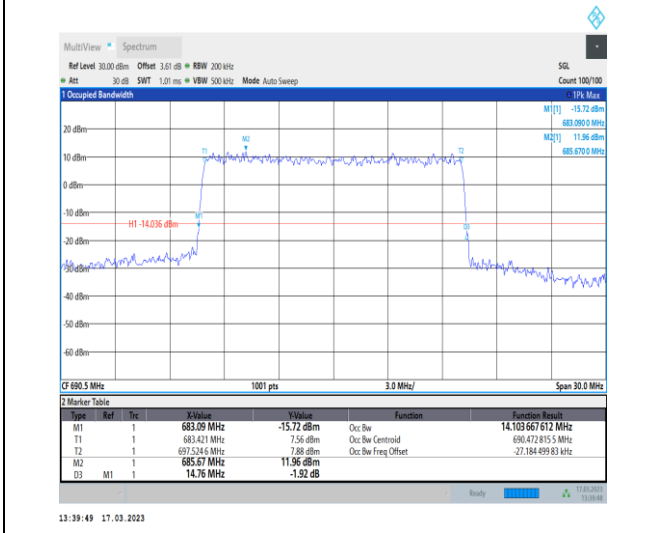 MultiView Spectrum
Ref Level 30.00 dBm Offset 3.61 dB RBW 200 kHz SGL
Att 30 dB SWT 1.01 ms VBW 500 kHz Mode Auto Sweep Count 100/100
1 Occupied Bandwidth 1Pk Max
M1[1] -15.72 dBm
683.090 0 MHz
M2[1] 11.96 dBm
685.670 0 MHz
20 dBm
M2
T1 T2
10 dBm
0 dBm
-10 dBm
M1
H1 -14.036 dBm
D3
-20 dBm
-30 dBm
-40 dBm
-50 dBm
-60 dBm
CF 690.5 MHz 1001 pts 3.0 MHz/ Span 30.0 MHz
2 Marker Table
Type Ref Trc X-Value Y-Value Function Function Result
M1 1 683.09 MHz -15.72 dBm Occ Bw 14.103 667 612 MHz
T1 1 683.421 MHz 7.56 dBm Occ Bw Centroid 690.472 815 5 MHz
T2 1 697.524 6 MHz 7.88 dBm Occ Bw Freq Offset -27.184 499 83 kHz
M2 1 685.67 MHz 11.96 dBm
D3 M1 1 14.76 MHz -1.92 dB
Ready 17.03.2023
13:39:48
13:39:49 17.03.2023